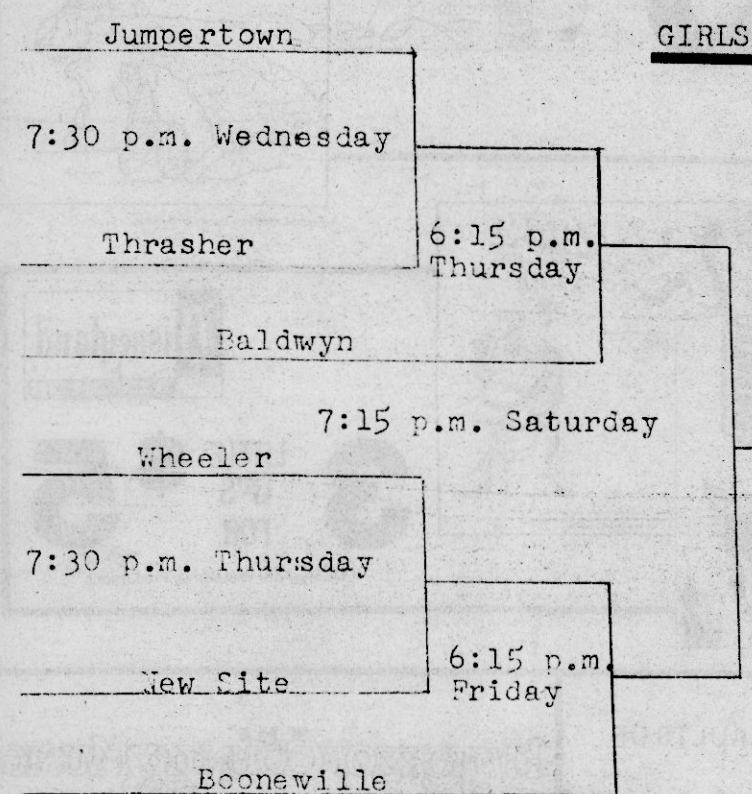 Jumpertown
GIRLS
7:30 p.m. Wednesday
Thrasher
6:15 p.m.
Thursday
Baldwyn
7:15 p.m. Saturday
Wheeler
7:30 p.m. Thursday
New Site
6:15 p.m.
Friday
Booneville